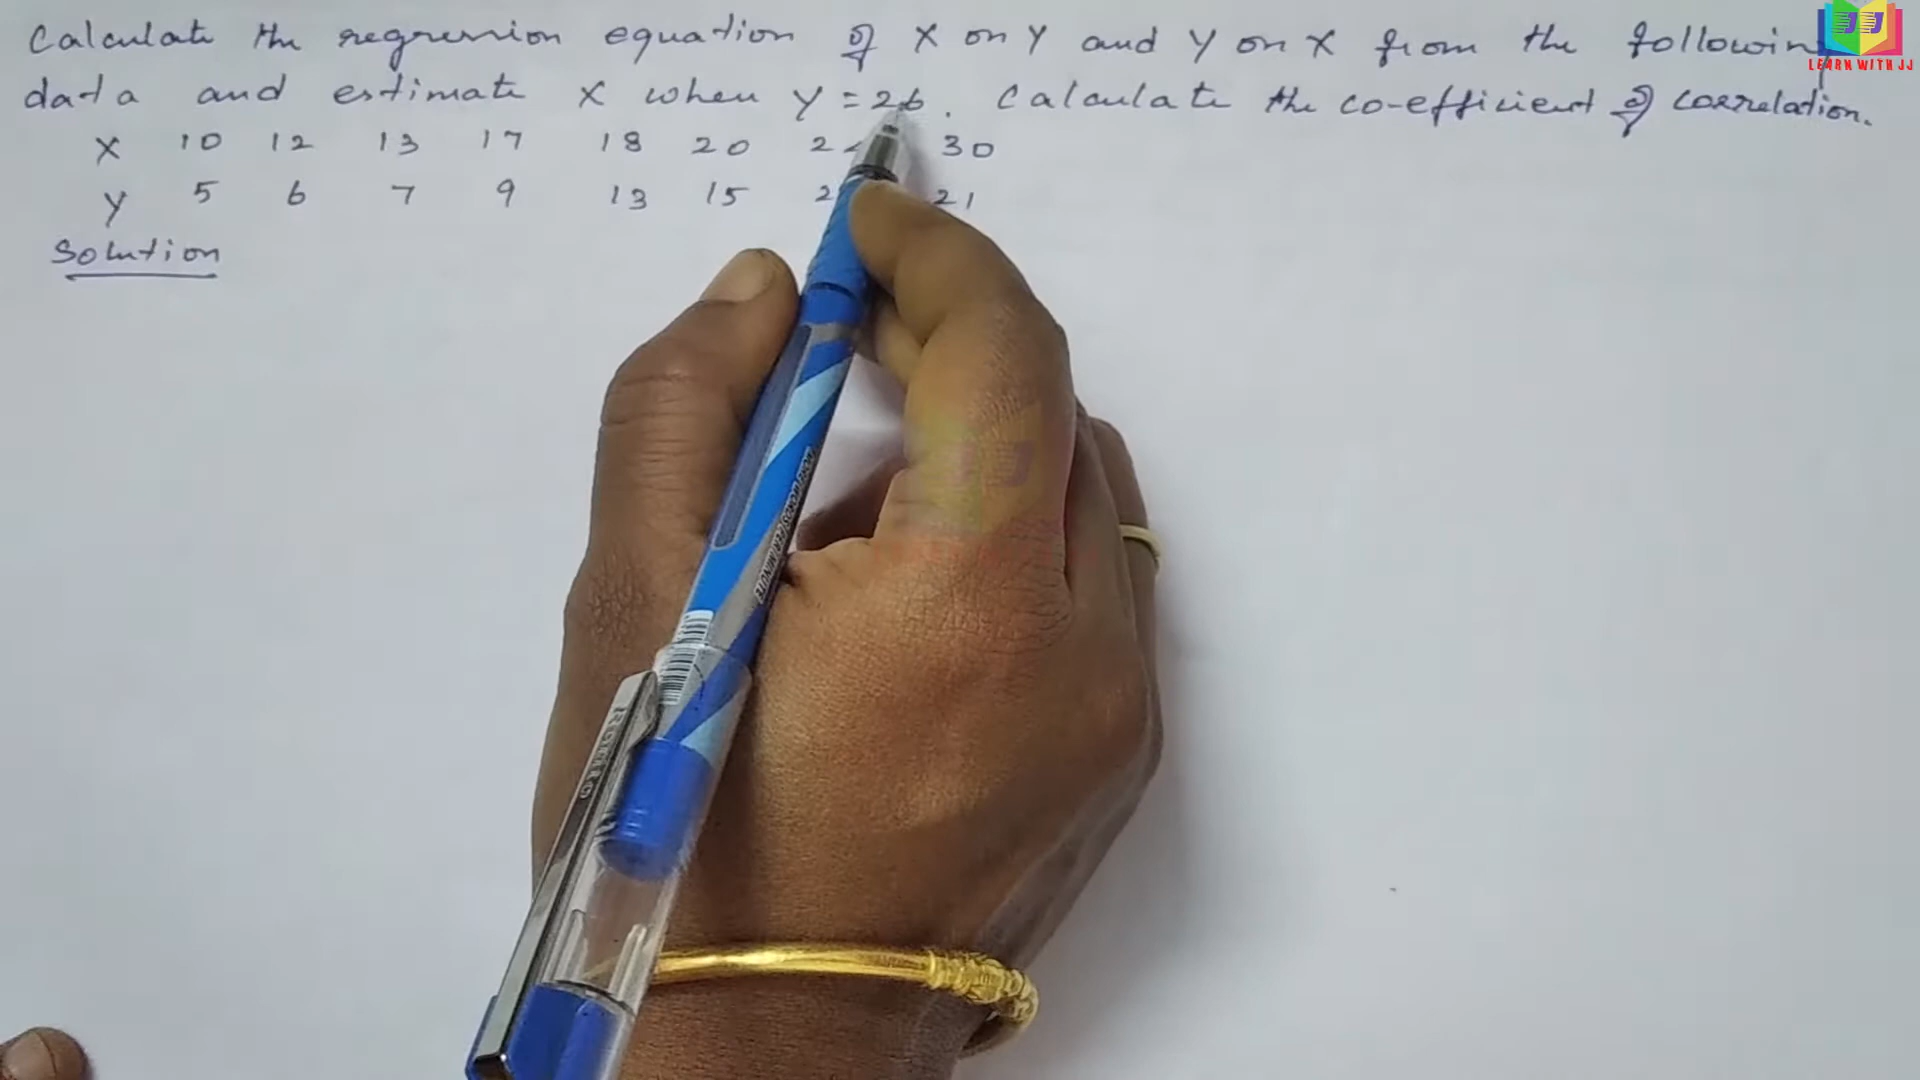 Calculate the regression equation of X on Y and Y on X from the following
data and estimate X when Y = 26. Calculate the co-efficient of correlation.
X 10 12 13 17 18 20 30
Y 5 6 7 9 13 15 21
Solution
LEARN WITH JJ
ROTTO